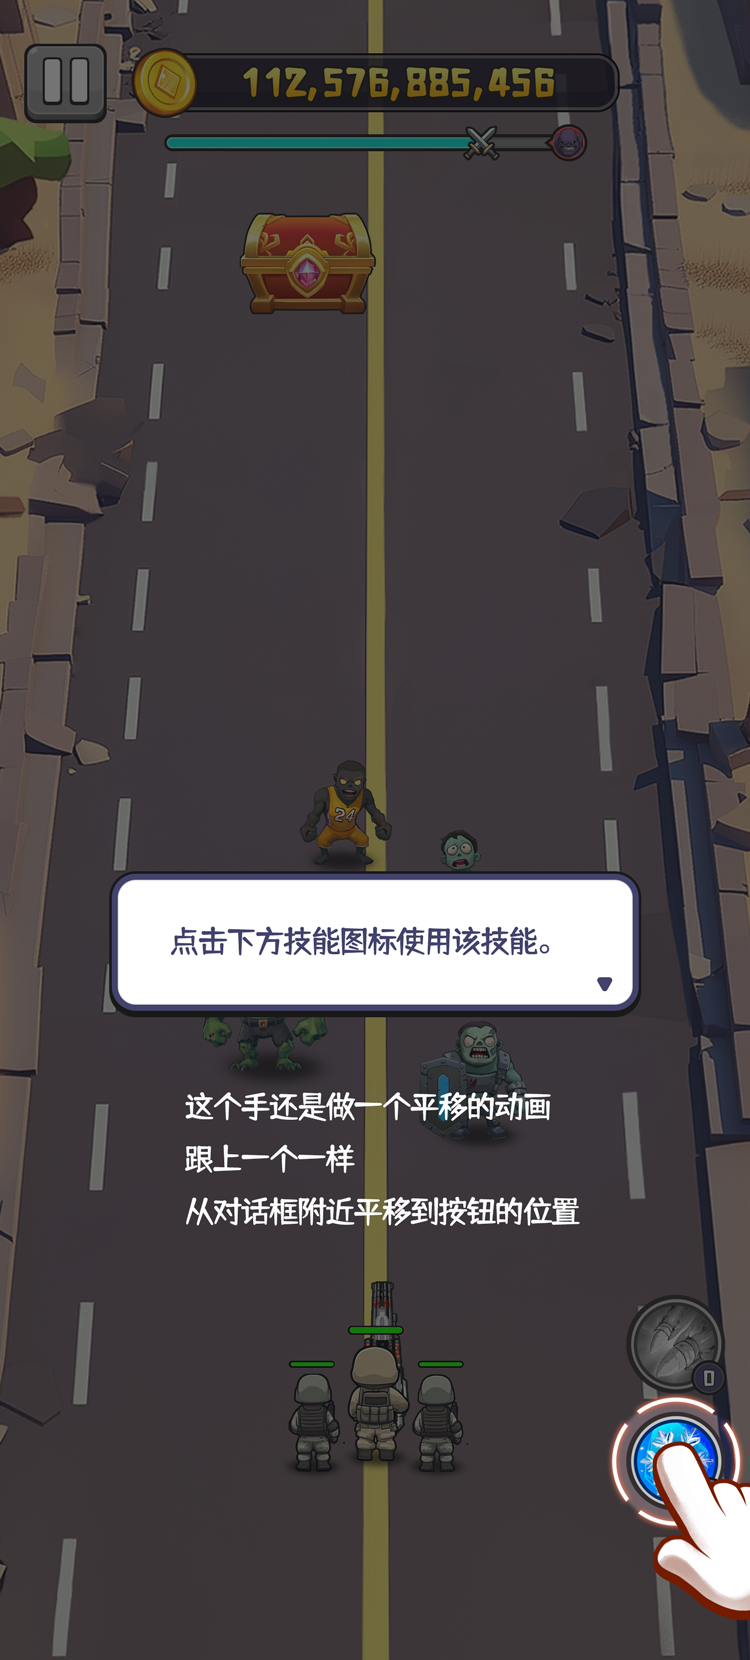 112,576,885,456
24
点击下方技能图标使用该技能。
这个手还是做一个平移的动画
跟上一个一样
从对话框附近平移到按钮的位置
0